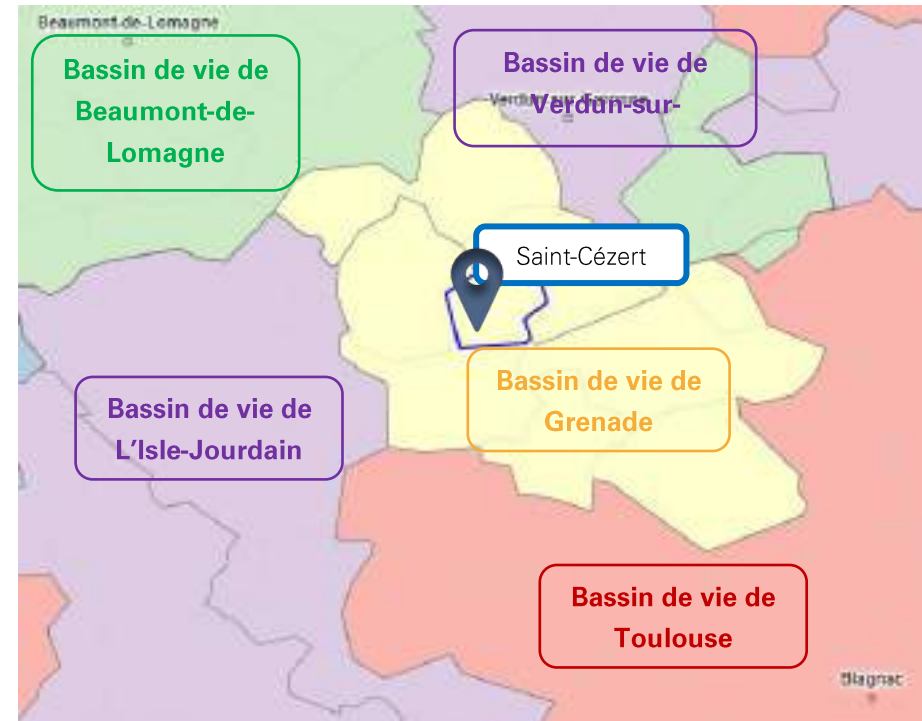 Beaumont-de-Lomagne
Bassin de vie de
Beaumont-de-
Lomagne
Bassin de vie de
Verdun-sur-
Saint-Cézert
Bassin de vie de
Grenade
Bassin de vie de
L'Isle-Jourdain
Bassin de vie de
Toulouse
Blagnac